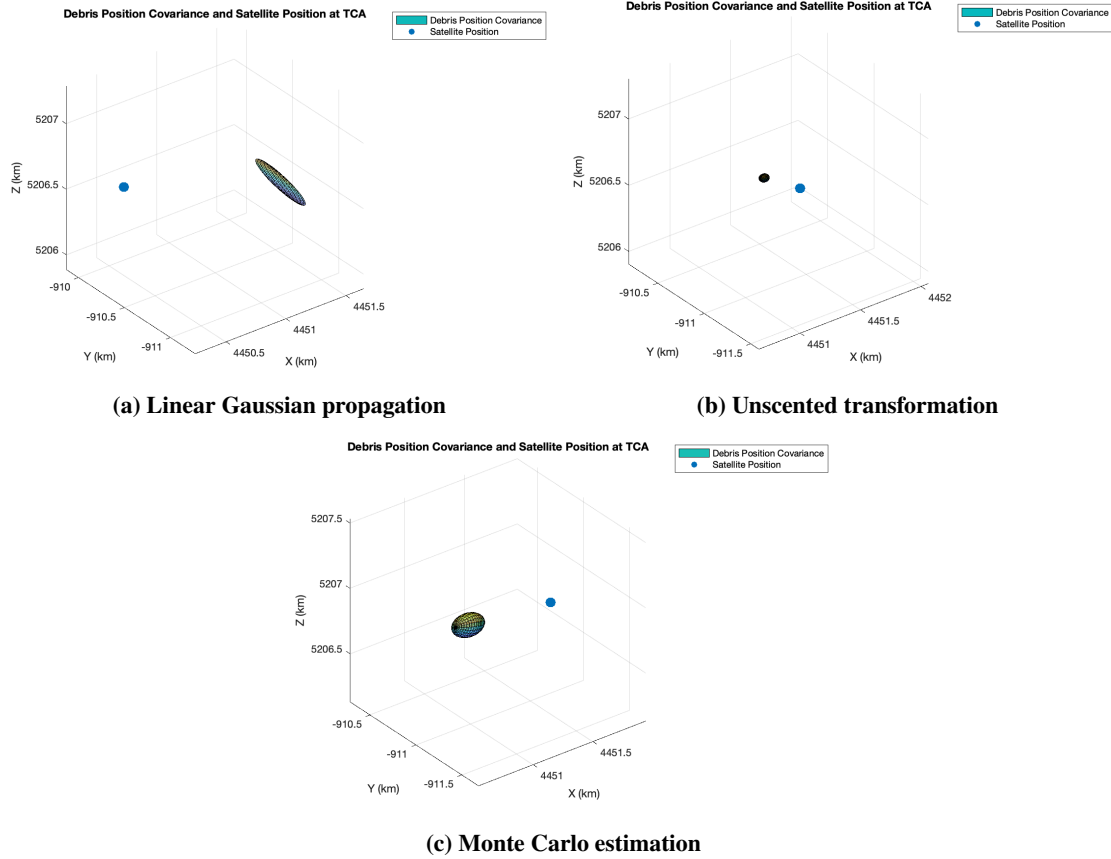 Debris Position Covariance and Satellite Position at TCA
Debris Position Covariance
Satellite Position
5207
5206.5
5206
Z (km)
-910
-910.5
-911
Y (km)
4450.5
4451
4451.5
X (km)
(a) Linear Gaussian propagation
Debris Position Covariance and Satellite Position at TCA
Debris Position Covariance
Satellite Position
5207
5206.5
5206
Z (km)
-910.5
-911
-911.5
Y (km)
4451
4451.5
4452
X (km)
(b) Unscented transformation
Debris Position Covariance and Satellite Position at TCA
Debris Position Covariance
Satellite Position
5207.5
5207
5206.5
Z (km)
-910.5
-911
-911.5
Y (km)
4451
4451.5
X (km)
(c) Monte Carlo estimation